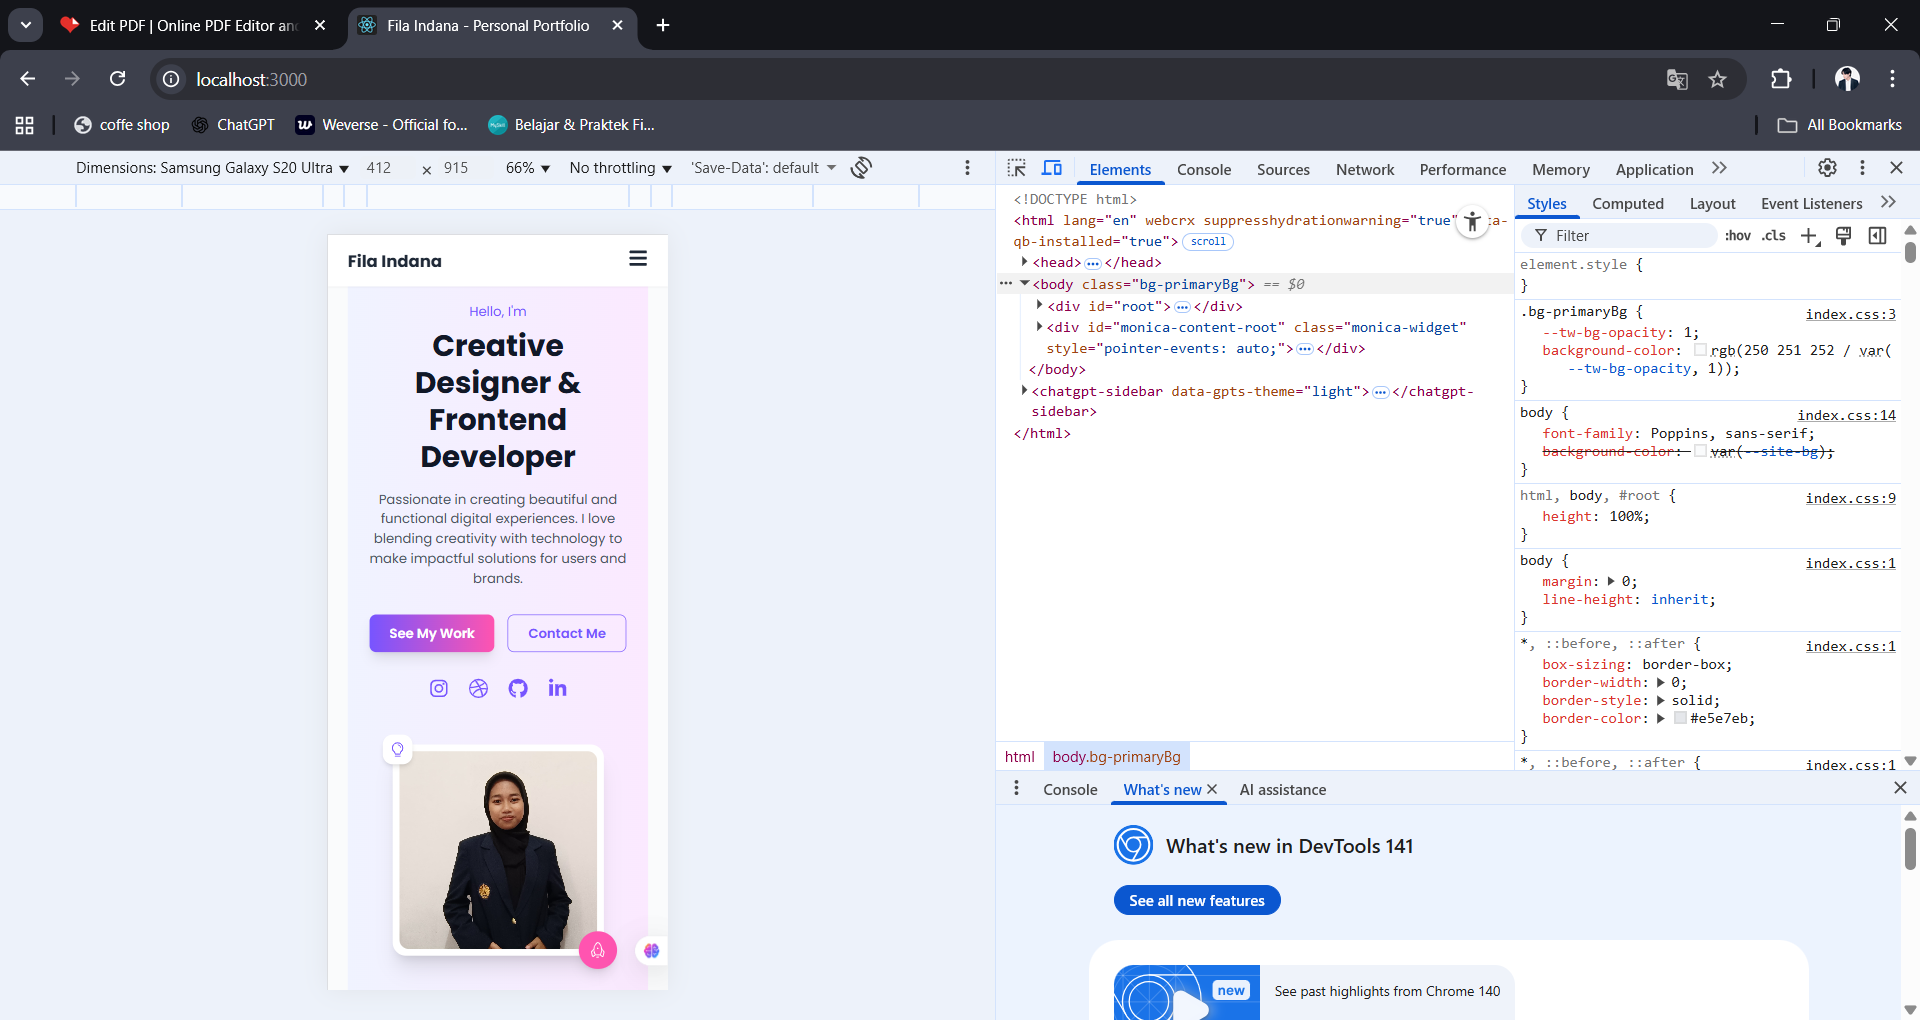 Edit PDF | Online PDF Editor an
Fila Indana - Personal Portfolio
localhost:3000
coffe shop
ChatGPT
Weverse - Official fo...
Belajar & Praktek Fi...
All Bookmarks
Dimensions: Samsung Galaxy S20 Ultra 412 × 915 66% No throttling 'Save-Data': default
Fila Indana
Hello, I'm
Creative
Designer &
Frontend
Developer
Passionate in creating beautiful and
functional digital experiences. I love
blending creativity with technology to
make impactful solutions for users and
brands.
See My Work
Contact Me
Elements Console Sources Network Performance Memory Application
<!DOCTYPE html>
<html lang="en" webcrx suppresshydrationwarning="true" a-
qb-installed="true"> scroll
<head> … </head>
… <body class="bg-primaryBg"> == $0
<div id="root"> … </div>
<div id="monica-content-root" class="monica-widget"
style="pointer-events: auto;"> … </div>
</body>
<chatgpt-sidebar data-gpts-theme="light"> … </chatgpt-
sidebar>
</html>
html body.bg-primaryBg
Styles Computed Layout Event Listeners
Filter :hov .cls
element.style {
}
.bg-primaryBg { index.css:3
--tw-bg-opacity: 1;
background-color: rgb(250 251 252 / var(
--tw-bg-opacity, 1));
}
body { index.css:14
font-family: Poppins, sans-serif;
background-color: var(--site-bg);
}
html, body, #root { index.css:9
height: 100%;
}
body { index.css:1
margin: 0;
line-height: inherit;
}
*, ::before, ::after { index.css:1
box-sizing: border-box;
border-width: 0;
border-style: solid;
border-color: #e5e7eb;
}
*, ::before, ::after { index.css:1
Console What's new AI assistance
What's new in DevTools 141
See all new features
new
See past highlights from Chrome 140